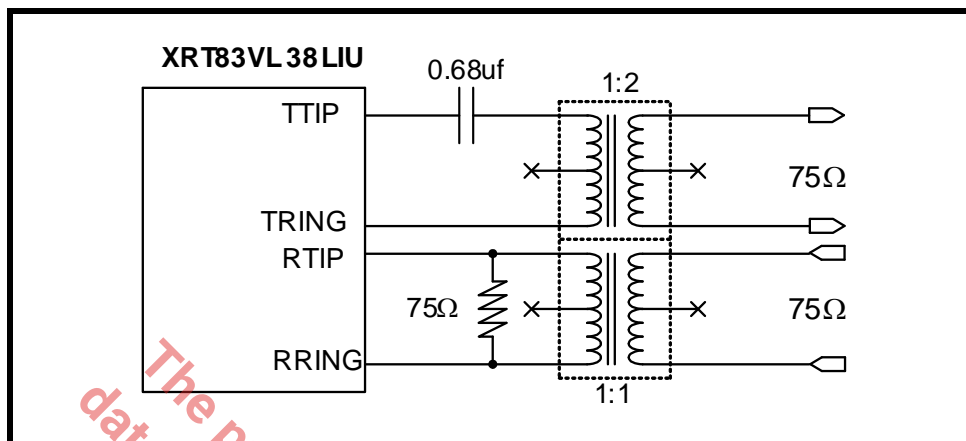 XRT83VL38 LIU
0.68uf
1:2
TTIP
75Ω
TRING
RTIP
75Ω
75Ω
RRING
1:1
The
dat